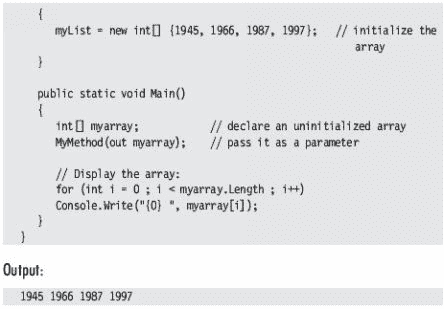 {
myList = new int[] {1945, 1966, 1987, 1997};   // initialize the
array
}
public static void Main()
{
int[] myarray;   // declare an uninitialized array
MyMethod(out myarray);   // pass it as a parameter
// Display the array:
for (int i = 0 ; i < myarray.Length ; i++)
Console.Write("{0} ", myarray[i]);
}
}
Output:
1945 1966 1987 1997